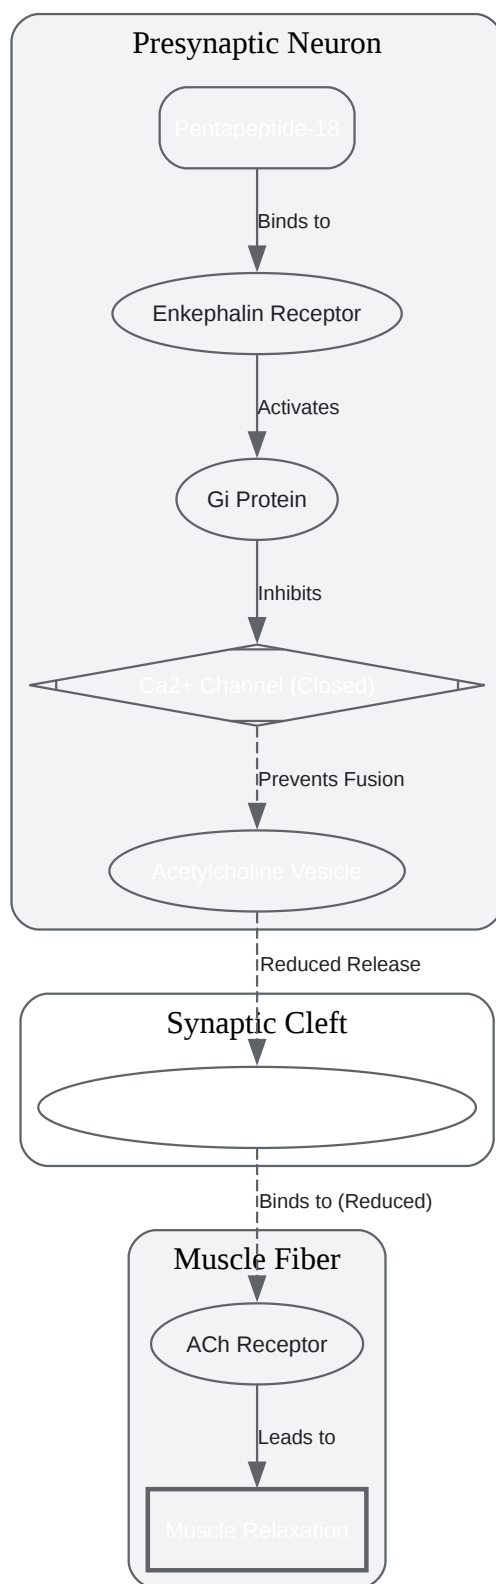 Presynaptic Neuron
Pentapeptide-18
Binds to
Enkephalin Receptor
Activates
Gi Protein
Inhibits
Ca2+ Channel (Closed)
Prevents Fusion
Acetylcholine Vesicle
Reduced Release
Synaptic Cleft
Binds to (Reduced)
Muscle Fiber
ACh Receptor
Leads to
Muscle Relaxation